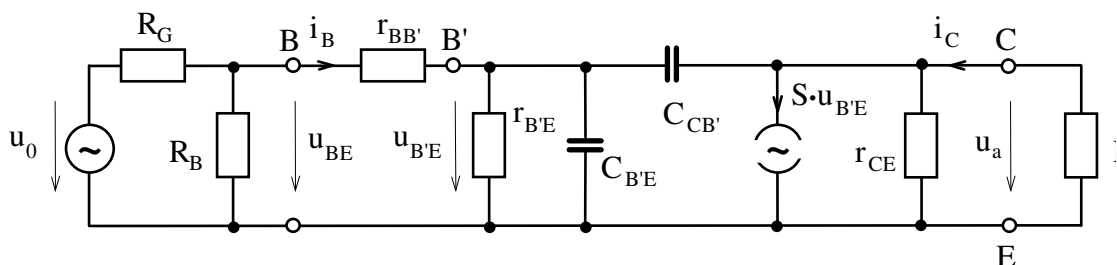 R_G
B
i_B
r_BB'
B'
i_C
C
C_CB'
S·u_B'E
u_0
R_B
u_BE
u_B'E
r_B'E
C_B'E
r_CE
u_a
E